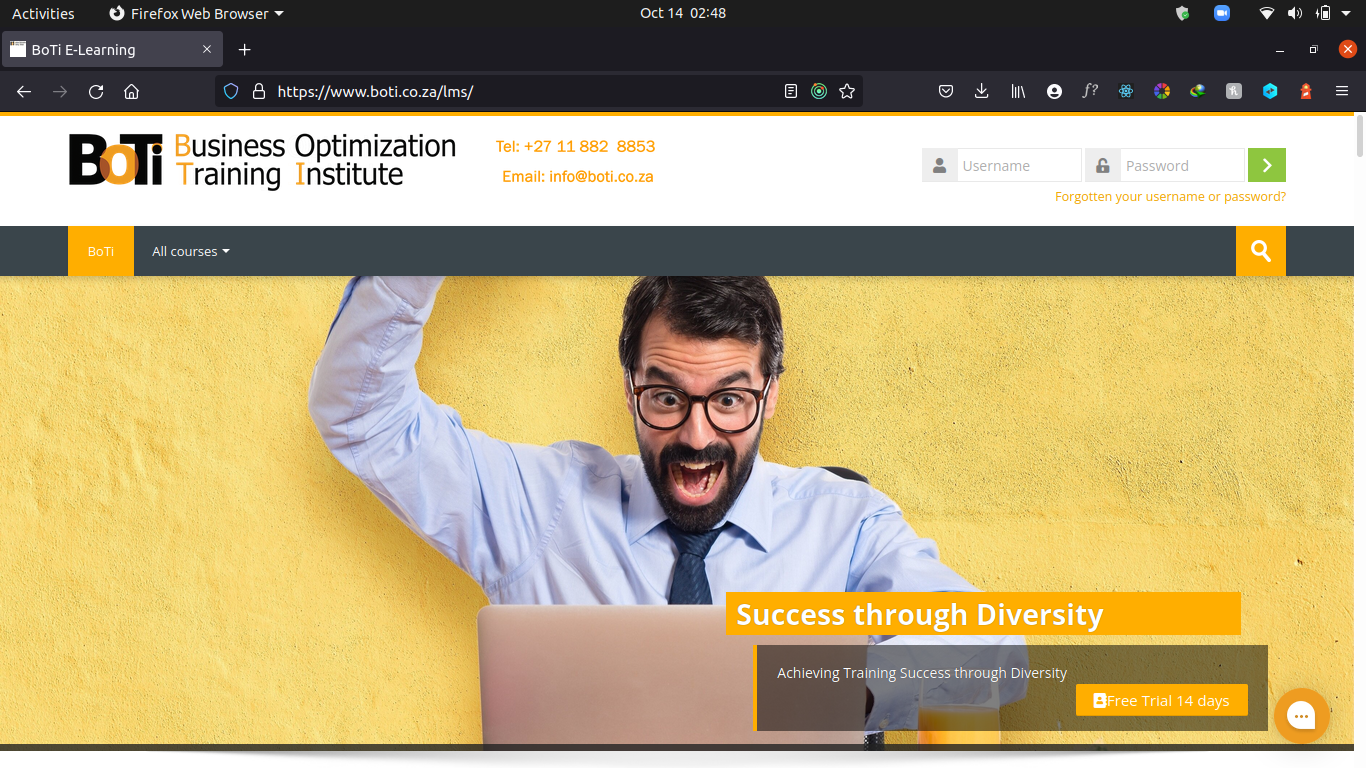 Activities Firefox Web Browser Oct 14 02:48
BoTi E-Learning
https://www.boti.co.za/lms/
BoTi Business Optimization
Training Institute
Tel: +27 11 882 8853
Email: info@boti.co.za
Username Password
Forgotten your username or password?
BoTi All courses
Success through Diversity
Achieving Training Success through Diversity
Free Trial 14 days